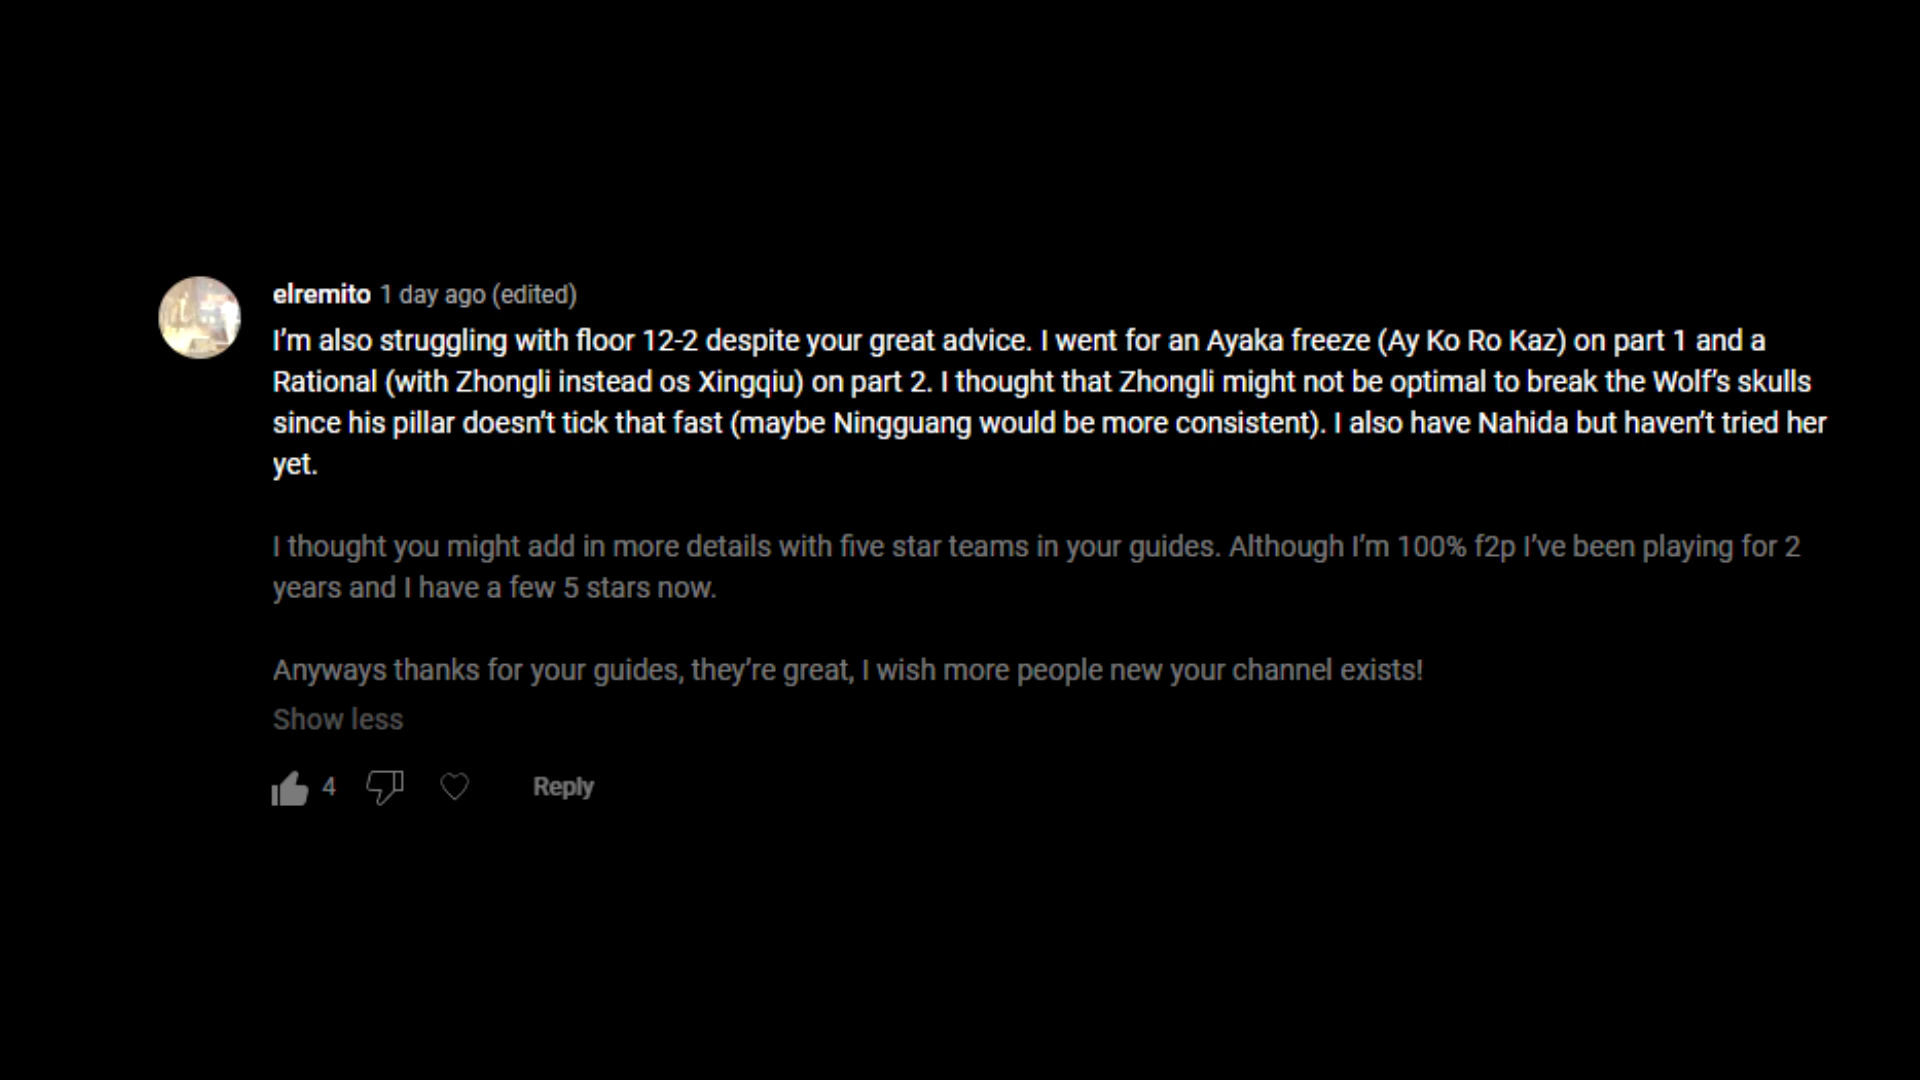 elremito 1 day ago (edited)
I’m also struggling with floor 12-2 despite your great advice. I went for an Ayaka freeze (Ay Ko Ro Kaz) on part 1 and a
Rational (with Zhongli instead os Xingqiu) on part 2. I thought that Zhongli might not be optimal to break the Wolf’s skulls
since his pillar doesn’t tick that fast (maybe Ningguang would be more consistent). I also have Nahida but haven’t tried her
yet.
I thought you might add in more details with five star teams in your guides. Although I’m 100% f2p I’ve been playing for 2
years and I have a few 5 stars now.
Anyways thanks for your guides, they’re great, I wish more people new your channel exists!
Show less
4 Reply